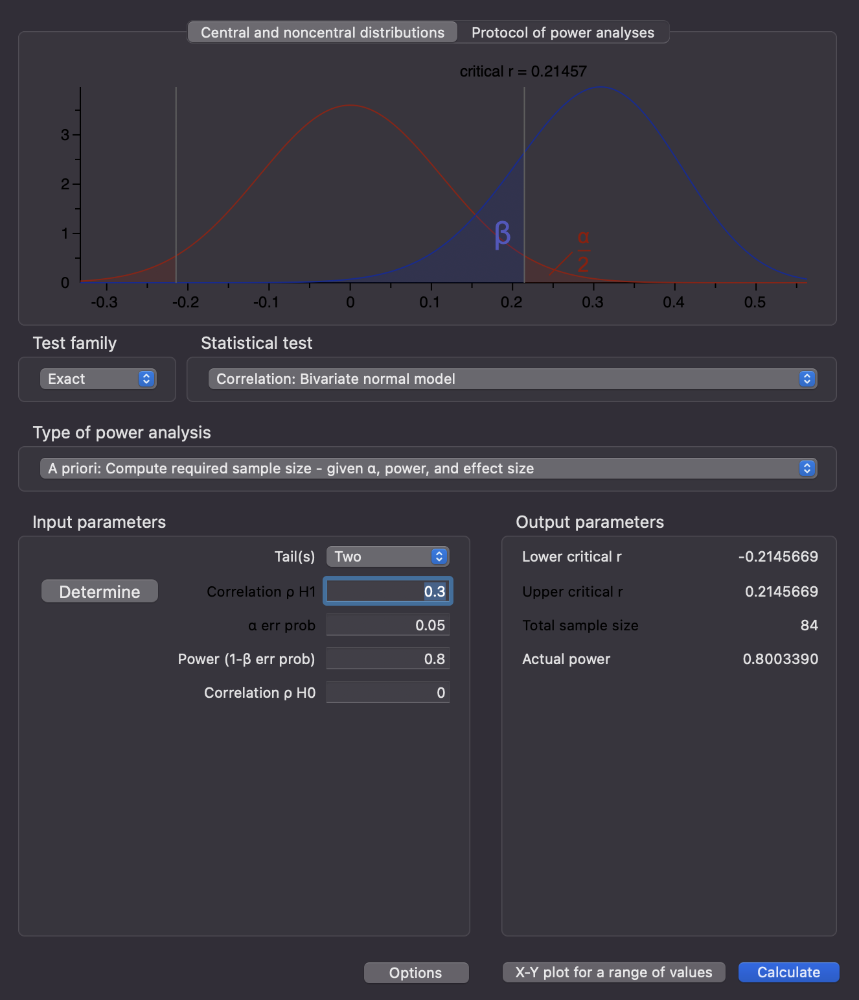 Central and noncentral distributions
Protocol of power analyses
critical r = 0.21457
3
2
1
0
β
α
2
-0.3 -0.2 -0.1 0 0.1 0.2 0.3 0.4 0.5
Test family
Statistical test
Exact
Correlation: Bivariate normal model
Type of power analysis
A priori: Compute required sample size - given α, power, and effect size
Input parameters
Output parameters
Tail(s) Two
Lower critical r -0.2145669
Determine
Correlation ρ H1 0.3
Upper critical r 0.2145669
α err prob 0.05
Total sample size 84
Power (1-β err prob) 0.8
Actual power 0.8003390
Correlation ρ H0 0
Options
X-Y plot for a range of values
Calculate